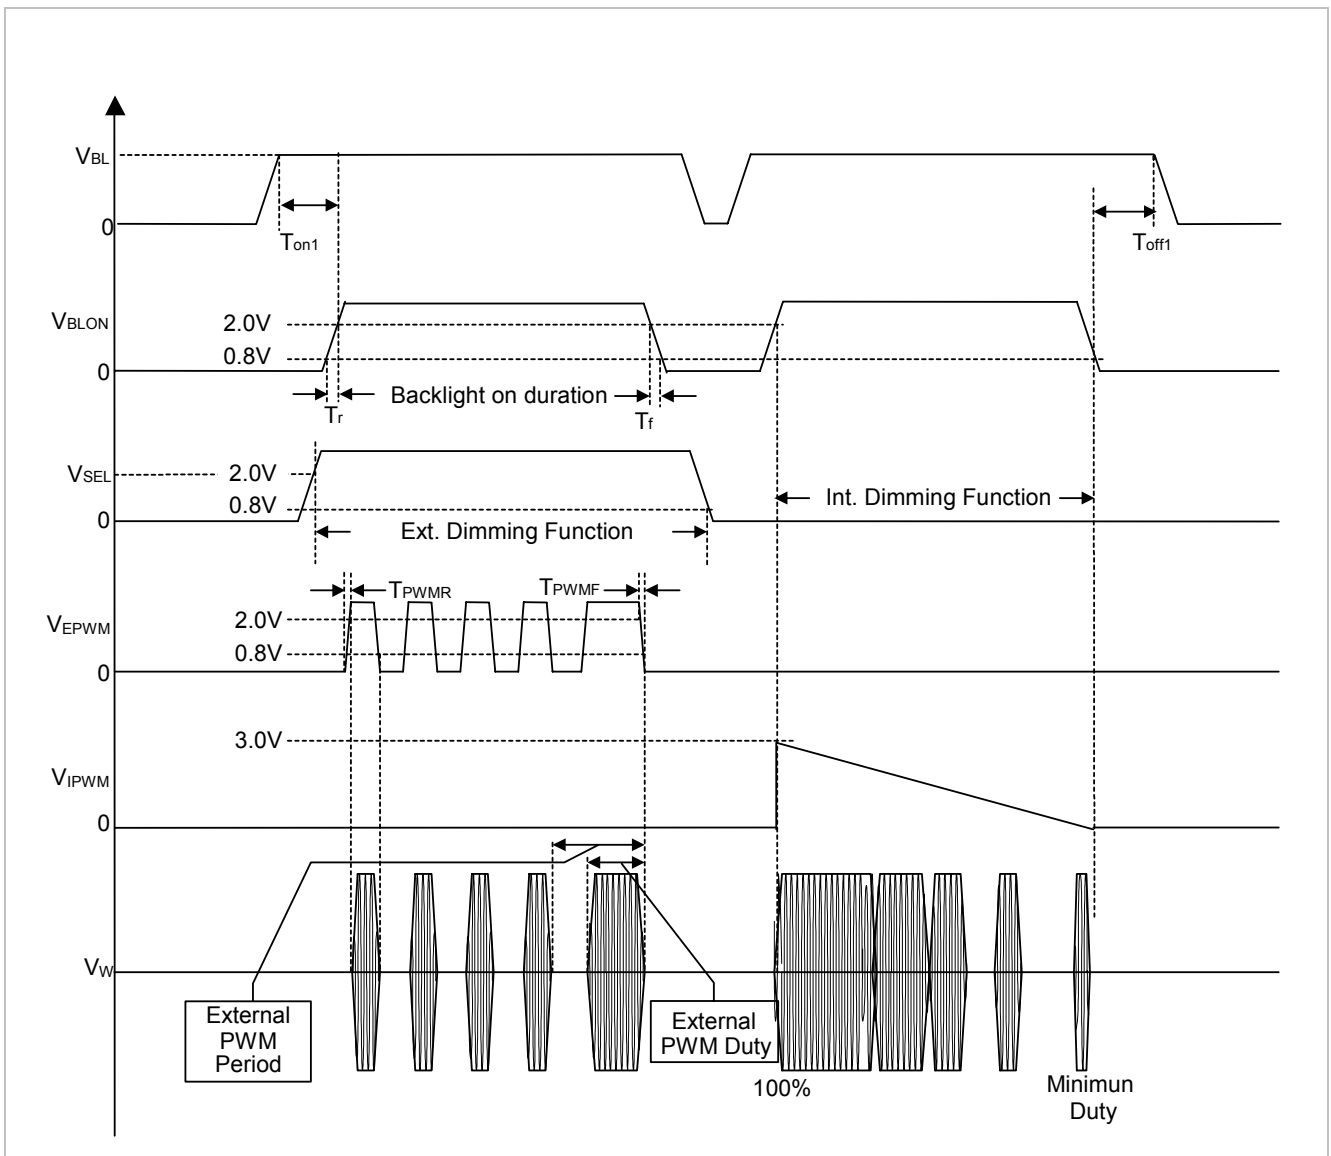 VBL
0
Ton1
Toff1
VBLON
2.0V
0.8V
0
Backlight on duration
Tr
Tf
VSEL
2.0V
0.8V
0
Ext. Dimming Function
Int. Dimming Function
TPWMR
TPWMF
VEPWM
2.0V
0.8V
0
3.0V
VIPWM
0
VW
External
PWM
Period
External
PWM Duty
100%
Minimun
Duty